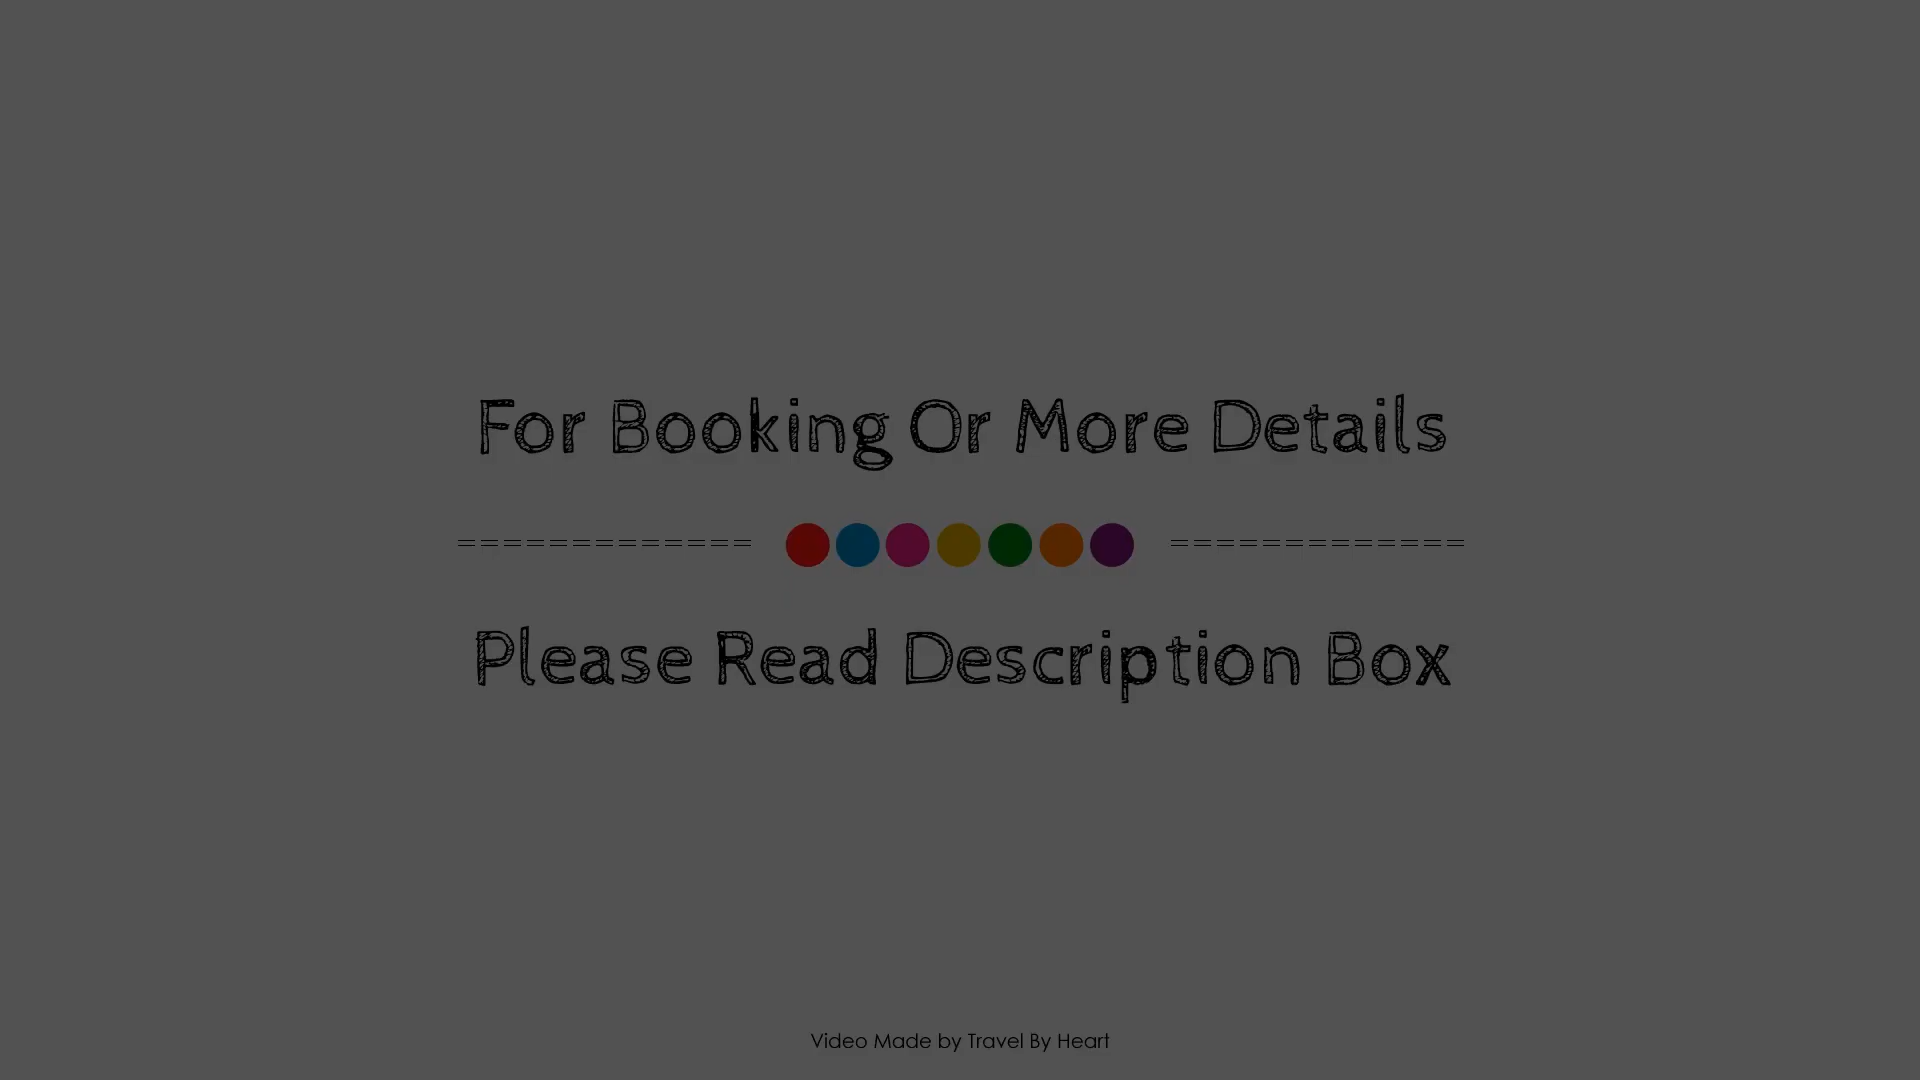 For Booking Or More Details
============= =============
Please Read Description Box
Video Made by Travel By Heart